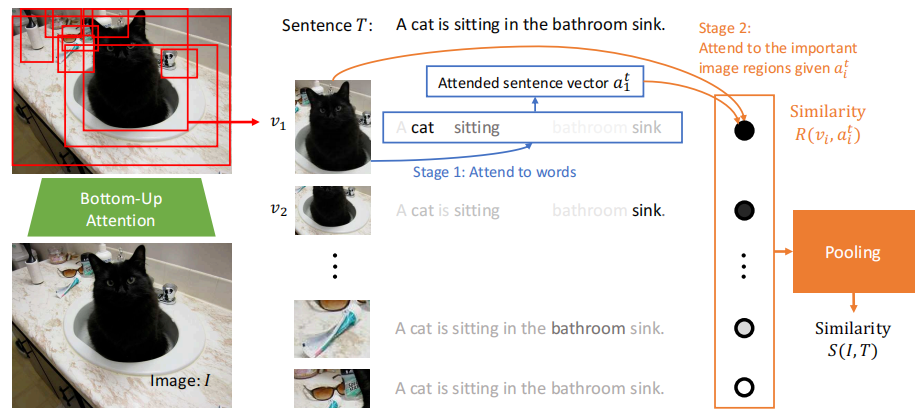 Sentence T: A cat is sitting in the bathroom sink.
Stage 2:
Attend to the important
image regions given a_i^t
Attended sentence vector a_1^t
Similarity
R(v_i, a_i^t)
v_1
A cat sitting bathroom sink
Stage 1: Attend to words
Bottom-Up
Attention
v_2
A cat is sitting bathroom sink.
Pooling
A cat is sitting in the bathroom sink.
Similarity
S(I, T)
Image: I
A cat is sitting in the bathroom sink.